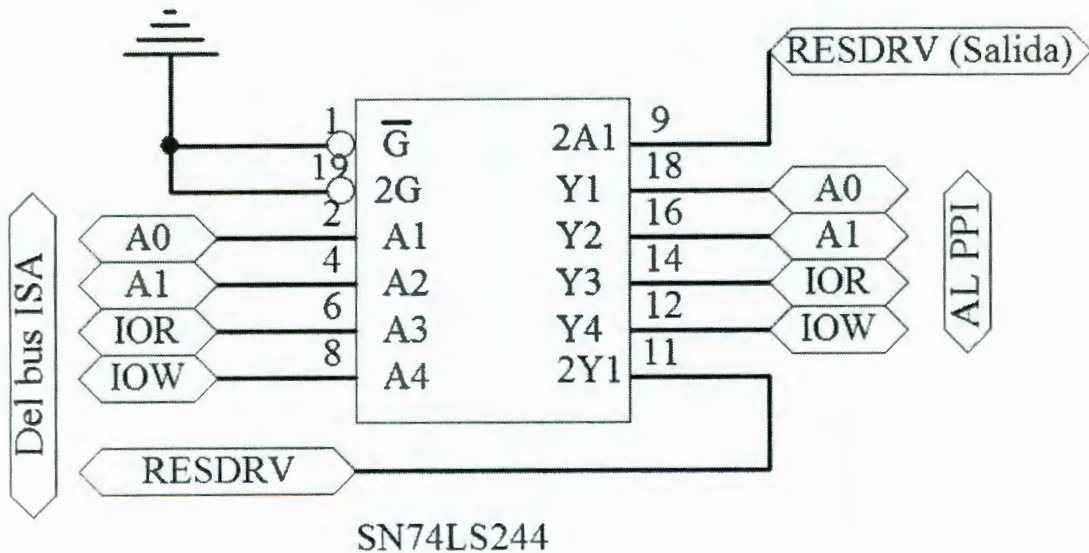 RESDRV (Salida)
1
G
2A1
9
19
2G
Y1
18
A0
2
A0
A1
Y2
16
A1
4
A1
A2
Y3
14
IOR
6
IOR
A3
Y4
12
IOW
8
IOW
A4
2Y1
11
RESDRV
Del bus ISA
AL PPI
SN74LS244